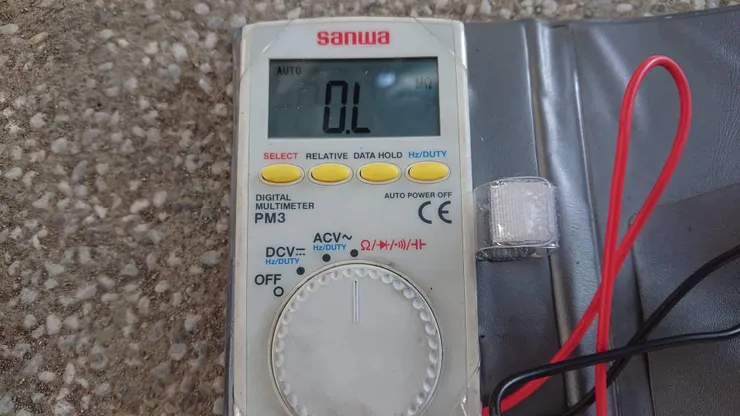 sanwa
AUTO
MΩ
O.L
SELECT RELATIVE DATA HOLD Hz/DUTY
DIGITAL
MULTIMETER
PM3
AUTO POWER OFF
CE
DCV⎓
Hz/DUTY
ACV~
Hz/DUTY
Ω/➔|/•)))/⊣⊢
OFF